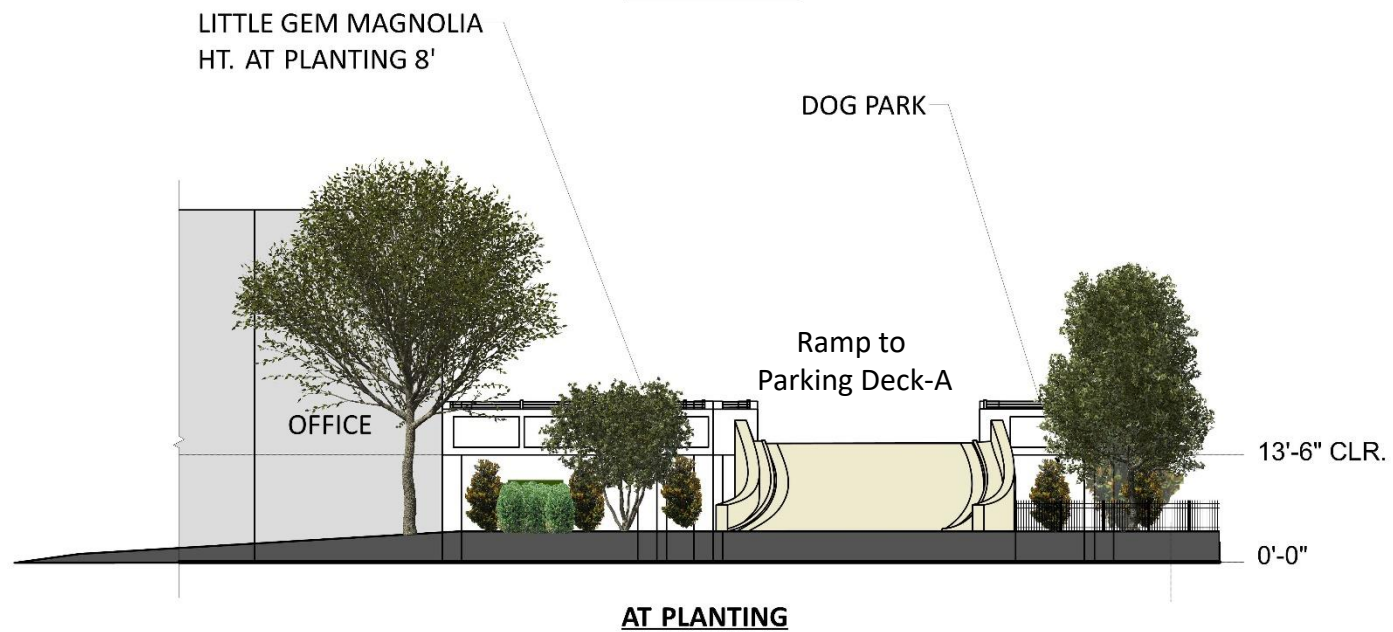 LITTLE GEM MAGNOLIA
HT. AT PLANTING 8'
DOG PARK
Ramp to
Parking Deck-A
OFFICE
13'-6" CLR.
0'-0"
AT PLANTING